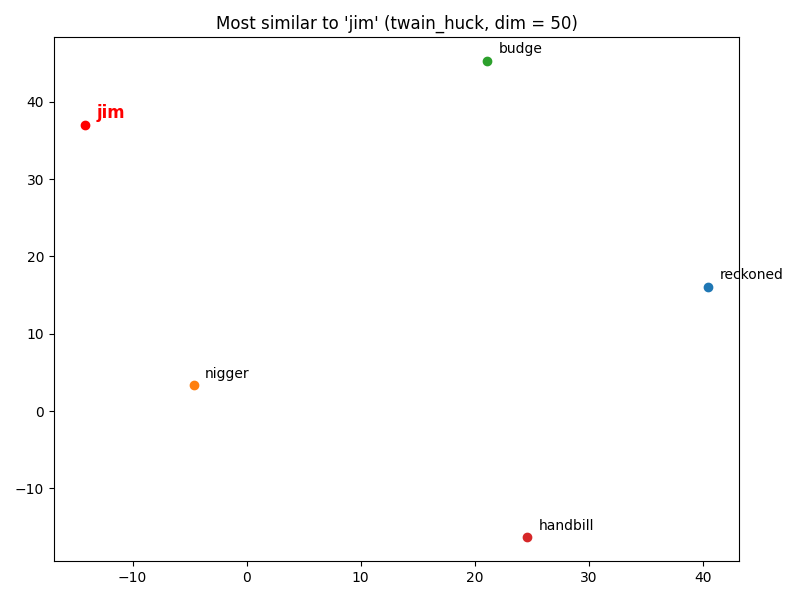 Most similar to 'jim' (twain_huck, dim = 50)
budge
jim
reckoned
nigger
handbill
40
30
20
10
0
−10
−10
0
10
20
30
40